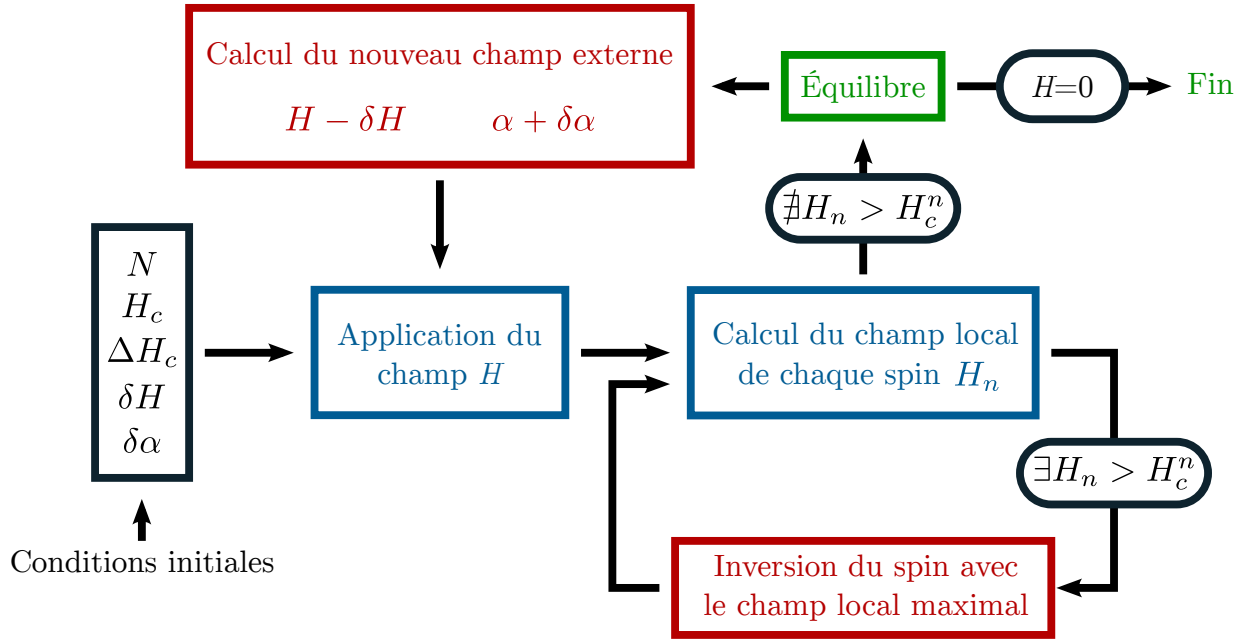 Calcul du nouveau champ externe
H − δH α + δα
Équilibre
H=0
Fin
∄H_n > H_c^n
N
H_c
ΔH_c
δH
δα
Application du
champ H
Calcul du champ local
de chaque spin H_n
∃H_n > H_c^n
Conditions initiales
Inversion du spin avec
le champ local maximal